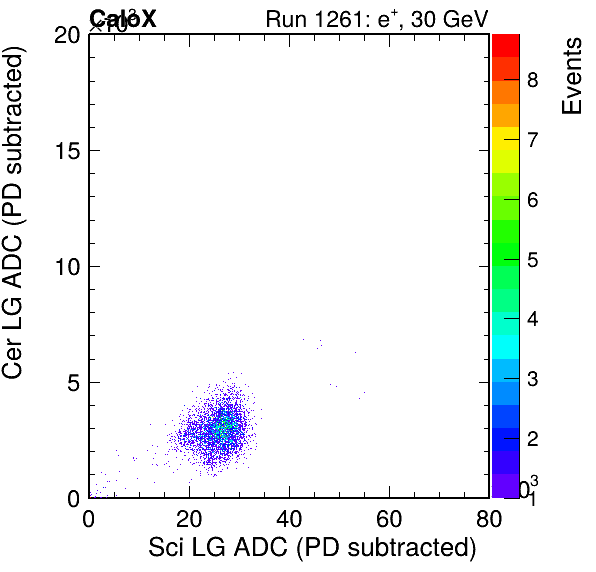 CaloX Run 1261: e⁺, 30 GeV
×10³
20
15
10
5
0
0 20 40 60 80
Sci LG ADC (PD subtracted)
Cer LG ADC (PD subtracted)
8
7
6
5
4
3
2
1
Events